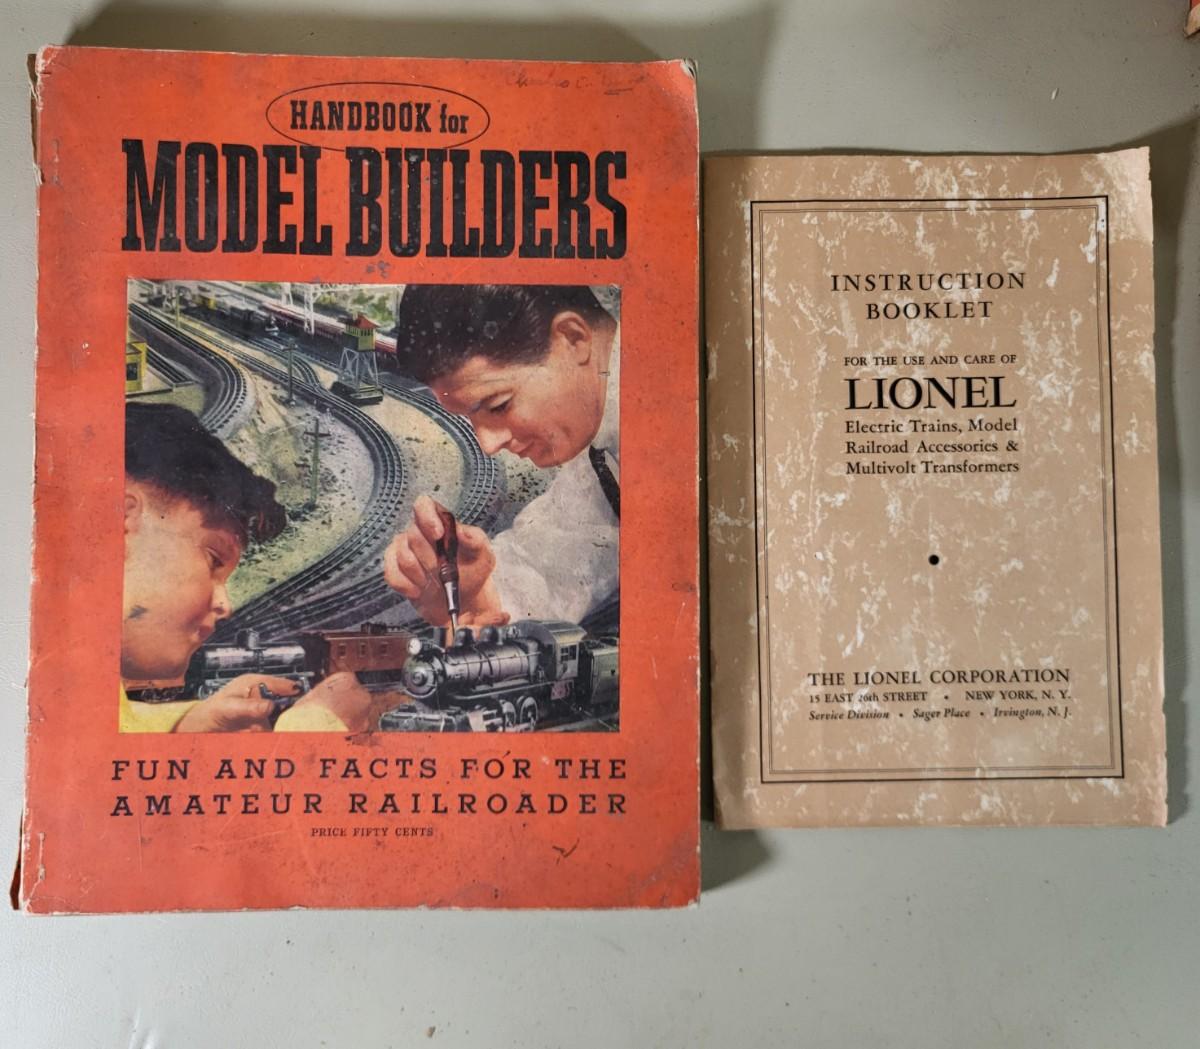 HANDBOOK for
MODEL BUILDERS
FUN AND FACTS FOR THE
AMATEUR RAILROADER
PRICE FIFTY CENTS
INSTRUCTION
BOOKLET
FOR THE USE AND CARE OF
LIONEL
Electric Trains, Model
Railroad Accessories &
Multivolt Transformers
THE LIONEL CORPORATION
15 EAST 26th STREET • NEW YORK, N. Y.
Service Division • Sager Place • Irvington, N. J.